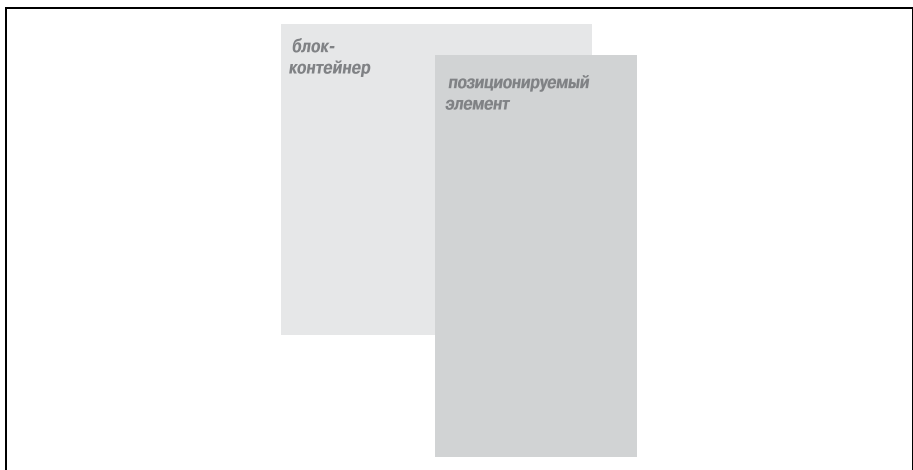 блок-
контейнер
позиционируемый
элемент